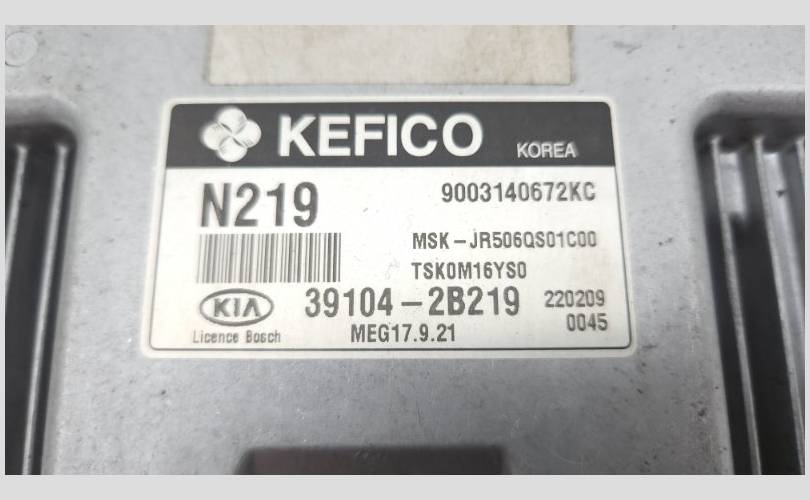 KEFICO KOREA
N219 9003140672KC
MSK-JR506QS01C00
TSK0M16YS0
KIA 39104-2B219 220209
Licence Bosch MEG17.9.21 0045